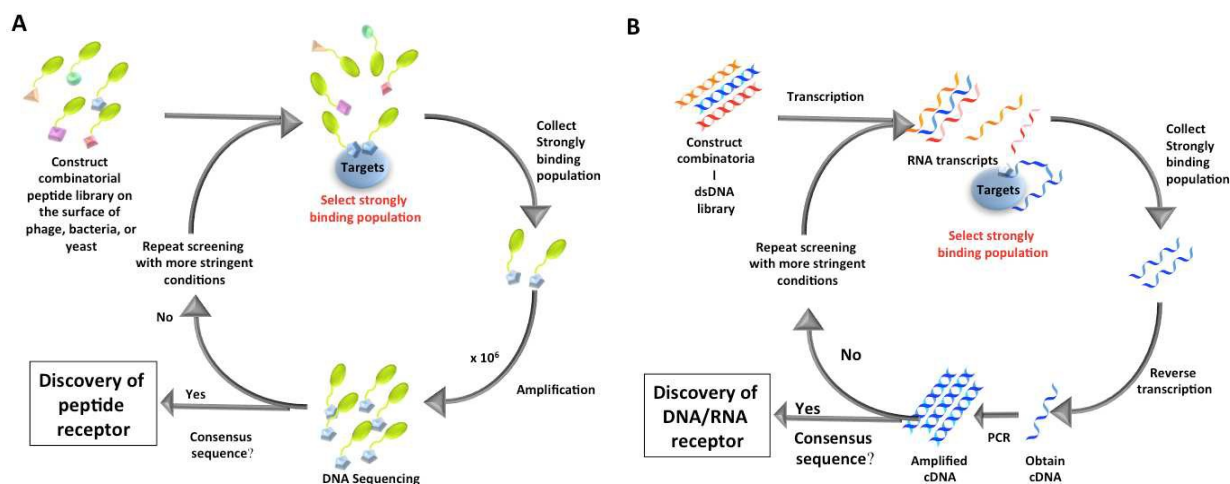 A
Construct
combinatorial
peptide library on
the surface of
phage, bacteria, or
yeast
Targets
Select strongly
binding population
Collect
Strongly
binding
population
Repeat screening
with more stringent
conditions
No
x 10⁶
Amplification
Discovery of
peptide
receptor
Yes
Consensus
sequence?
DNA Sequencing
B
Construct
combinatoria
l
dsDNA
library
Transcription
RNA transcripts
Targets
Select strongly
binding population
Collect
Strongly
binding
population
Repeat screening
with more stringent
conditions
No
Reverse
transcription
Discovery of
DNA/RNA
receptor
Yes
Consensus
sequence?
Amplified
cDNA
PCR
Obtain
cDNA